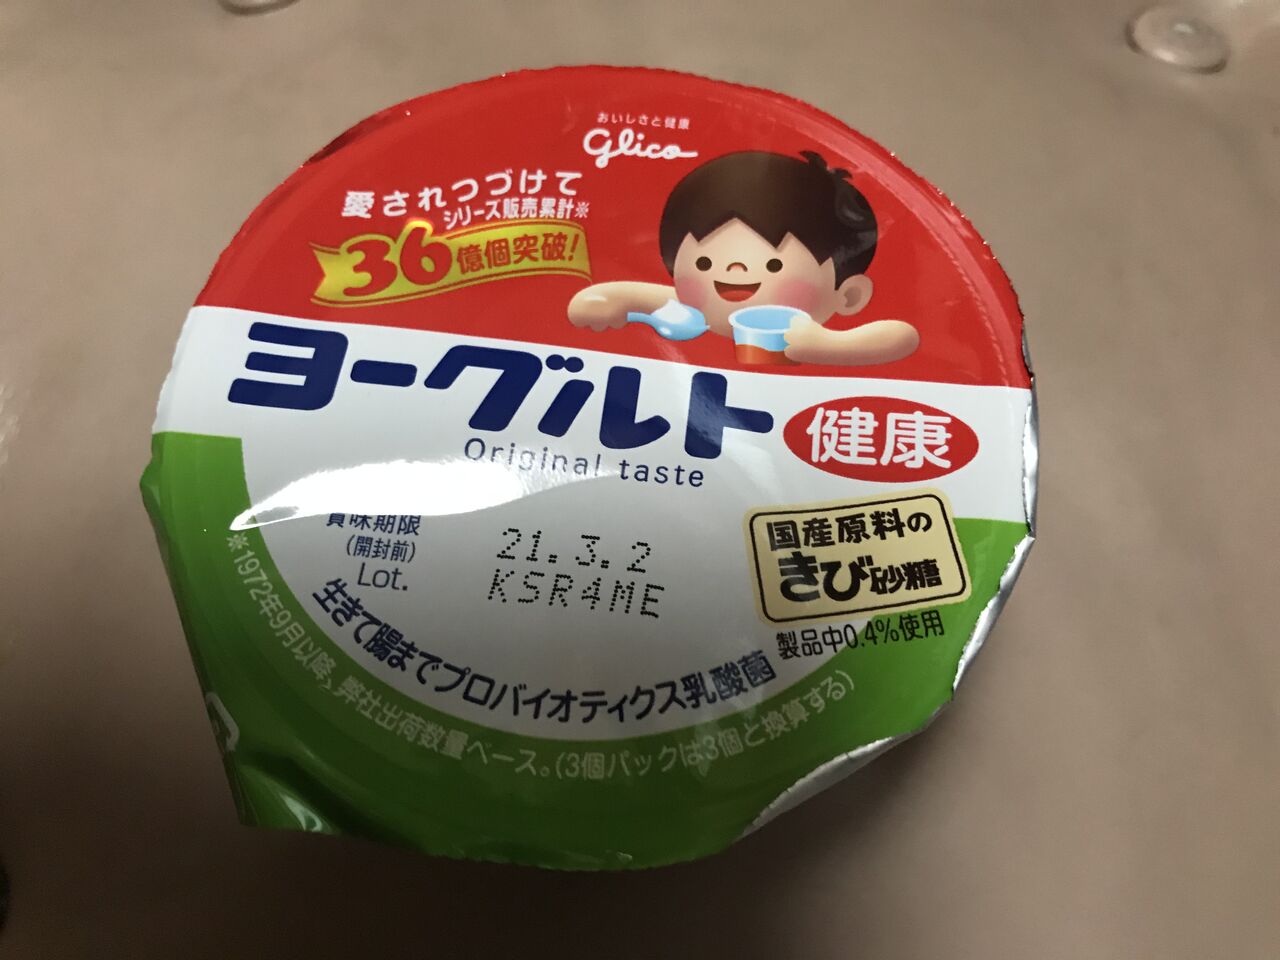 おいしさと健康
Glico
愛されつづけて
シリーズ販売累計※
36億個突破!
ヨーグルト 健康
Original taste
賞味期限
(開封前)
Lot.
21.3.2
KSR4ME
国産原料の
きび砂糖
製品中0.4%使用
生きて腸までプロバイオティクス乳酸菌
※1972年9月以降、弊社出荷数量ベース。(3個パックは3個と換算する)